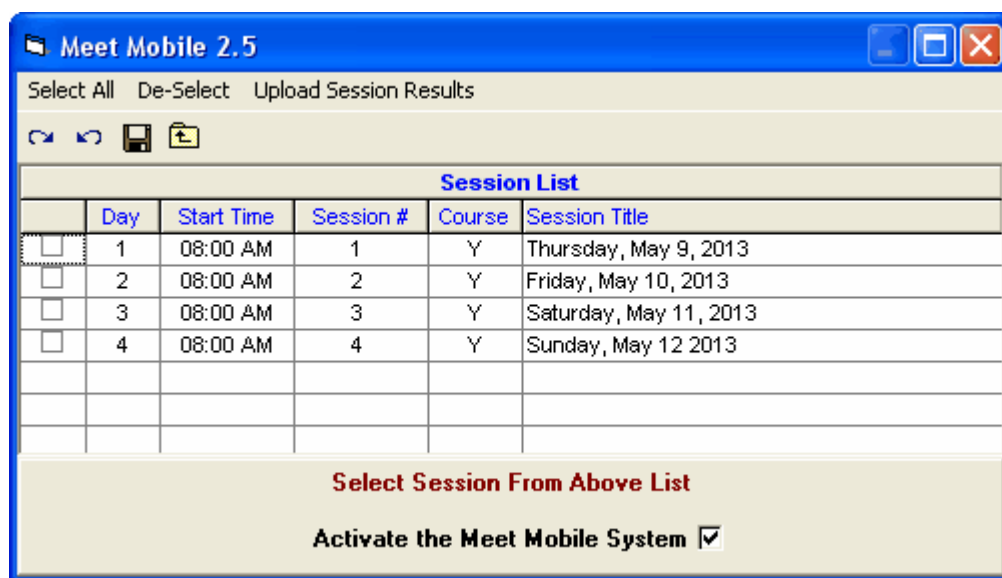 Meet Mobile 2.5
Select All De-Select Upload Session Results
Session List
Day Start Time Session # Course Session Title
1 08:00 AM 1 Y Thursday, May 9, 2013
2 08:00 AM 2 Y Friday, May 10, 2013
3 08:00 AM 3 Y Saturday, May 11, 2013
4 08:00 AM 4 Y Sunday, May 12 2013
Select Session From Above List
Activate the Meet Mobile System